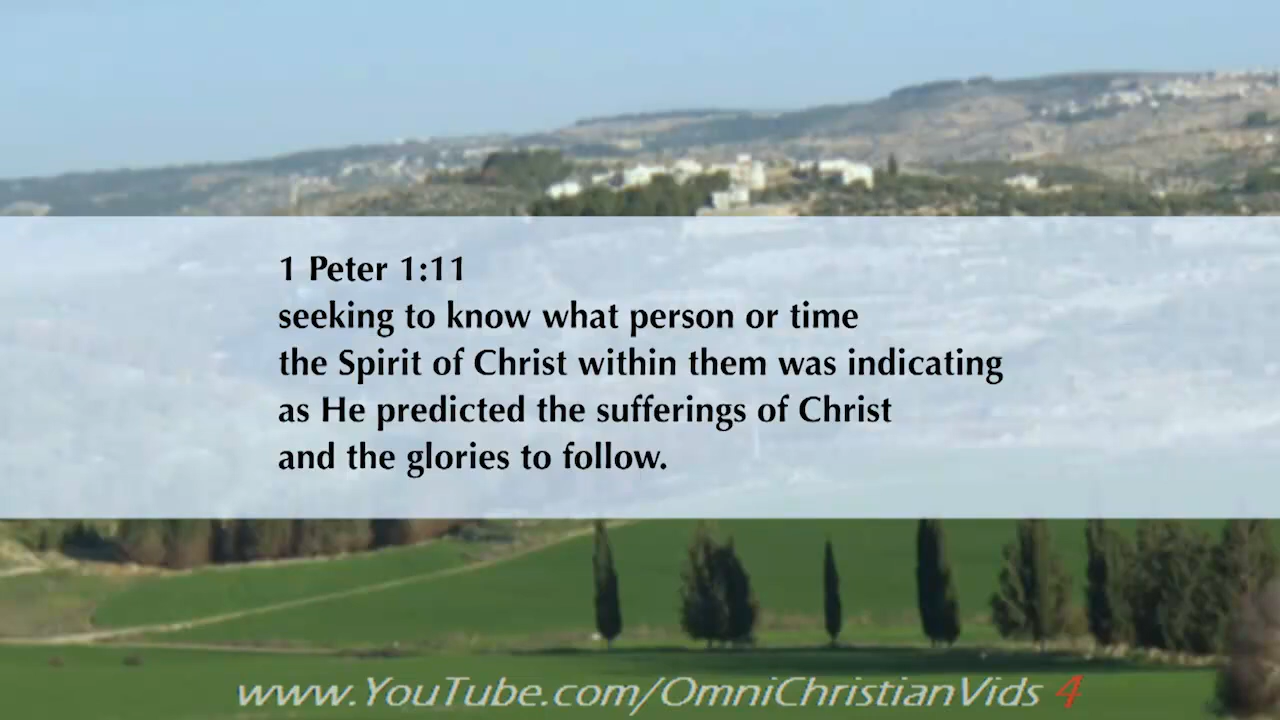 1 Peter 1:11
seeking to know what person or time
the Spirit of Christ within them was indicating
as He predicted the sufferings of Christ
and the glories to follow.
www.YouTube.com/OmniChristianVids 4